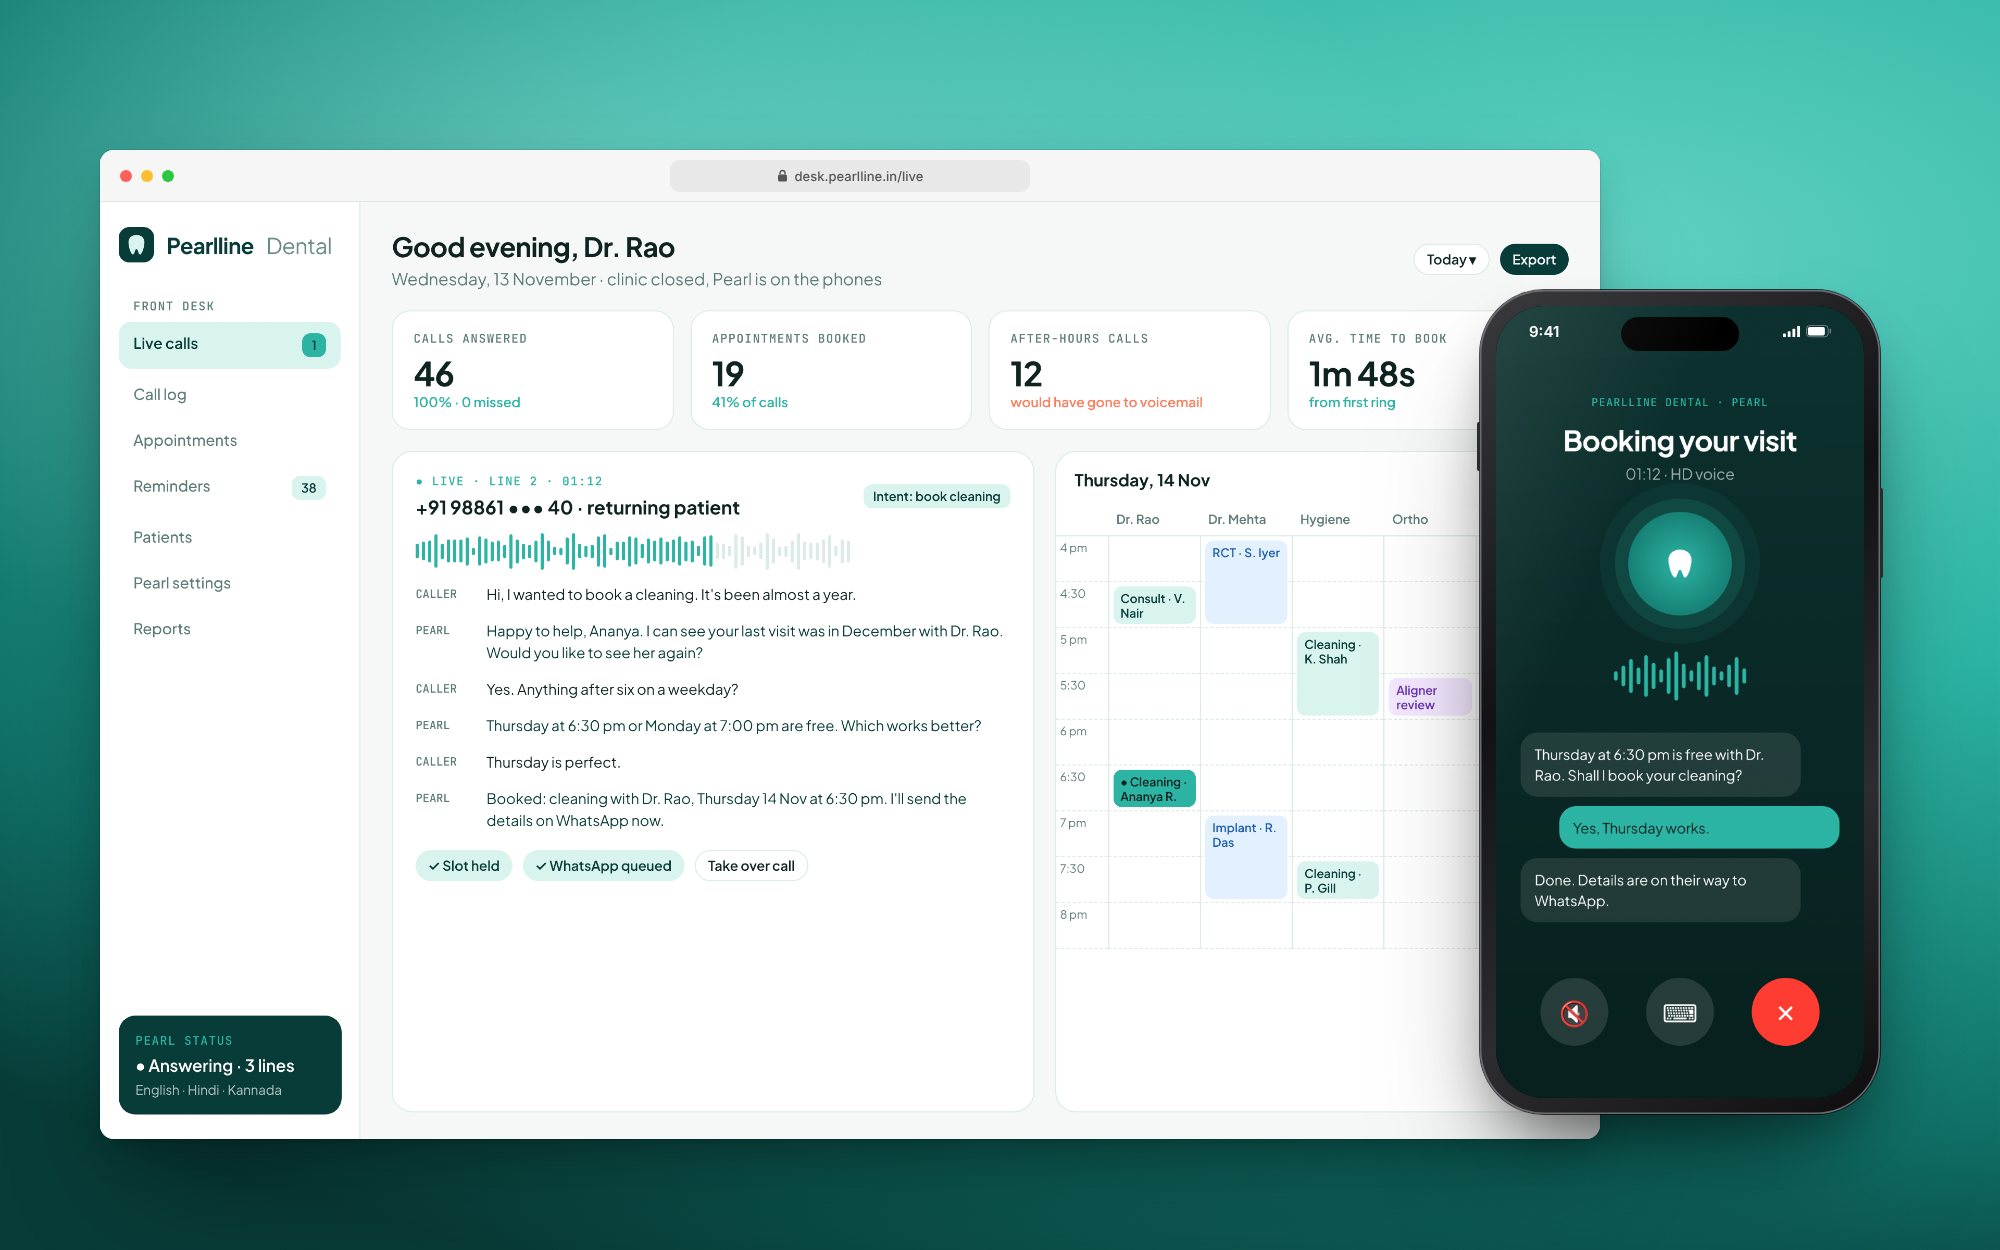 desk.pearlline.in/live
Pearlline Dental
FRONT DESK
Live calls 1
Call log
Appointments
Reminders 38
Patients
Pearl settings
Reports
PEARL STATUS
● Answering · 3 lines
English · Hindi · Kannada
Good evening, Dr. Rao
Wednesday, 13 November · clinic closed, Pearl is on the phones
Today ▾
Export
CALLS ANSWERED
46
100% · 0 missed
APPOINTMENTS BOOKED
19
41% of calls
AFTER-HOURS CALLS
12
would have gone to voicemail
AVG. TIME TO BOOK
1m 48s
from first ring
● LIVE · LINE 2 · 01:12
+91 98861 ●●● 40 · returning patient
Intent: book cleaning
CALLER Hi, I wanted to book a cleaning. It's been almost a year.
PEARL Happy to help, Ananya. I can see your last visit was in December with Dr. Rao.
Would you like to see her again?
CALLER Yes. Anything after six on a weekday?
PEARL Thursday at 6:30 pm or Monday at 7:00 pm are free. Which works better?
CALLER Thursday is perfect.
PEARL Booked: cleaning with Dr. Rao, Thursday 14 Nov at 6:30 pm. I'll send the
details on WhatsApp now.
✓ Slot held
✓ WhatsApp queued
Take over call
Thursday, 14 Nov
Dr. Rao Dr. Mehta Hygiene Ortho
4 pm
RCT · S. Iyer
4:30
Consult · V.
Nair
5 pm
Cleaning ·
K. Shah
5:30
Aligner
review
6 pm
6:30
● Cleaning ·
Ananya R.
7 pm
Implant · R.
Das
7:30
Cleaning ·
P. Gill
8 pm
9:41
PEARLLINE DENTAL · PEARL
Booking your visit
01:12 · HD voice
Thursday at 6:30 pm is free with Dr.
Rao. Shall I book your cleaning?
Yes, Thursday works.
Done. Details are on their way to
WhatsApp.